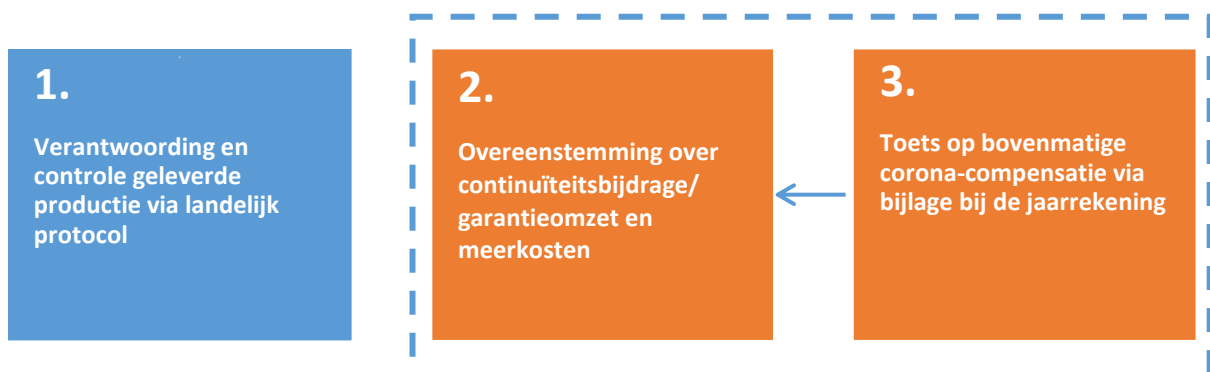 1.
Verantwoording en
controle geleverde
productie via landelijk
protocol
2.
Overeenstemming over
continuïteitsbijdrage/
garantieomzet en
meerkosten
3.
Toets op bovenmatige
corona-compensatie via
bijlage bij de jaarrekening